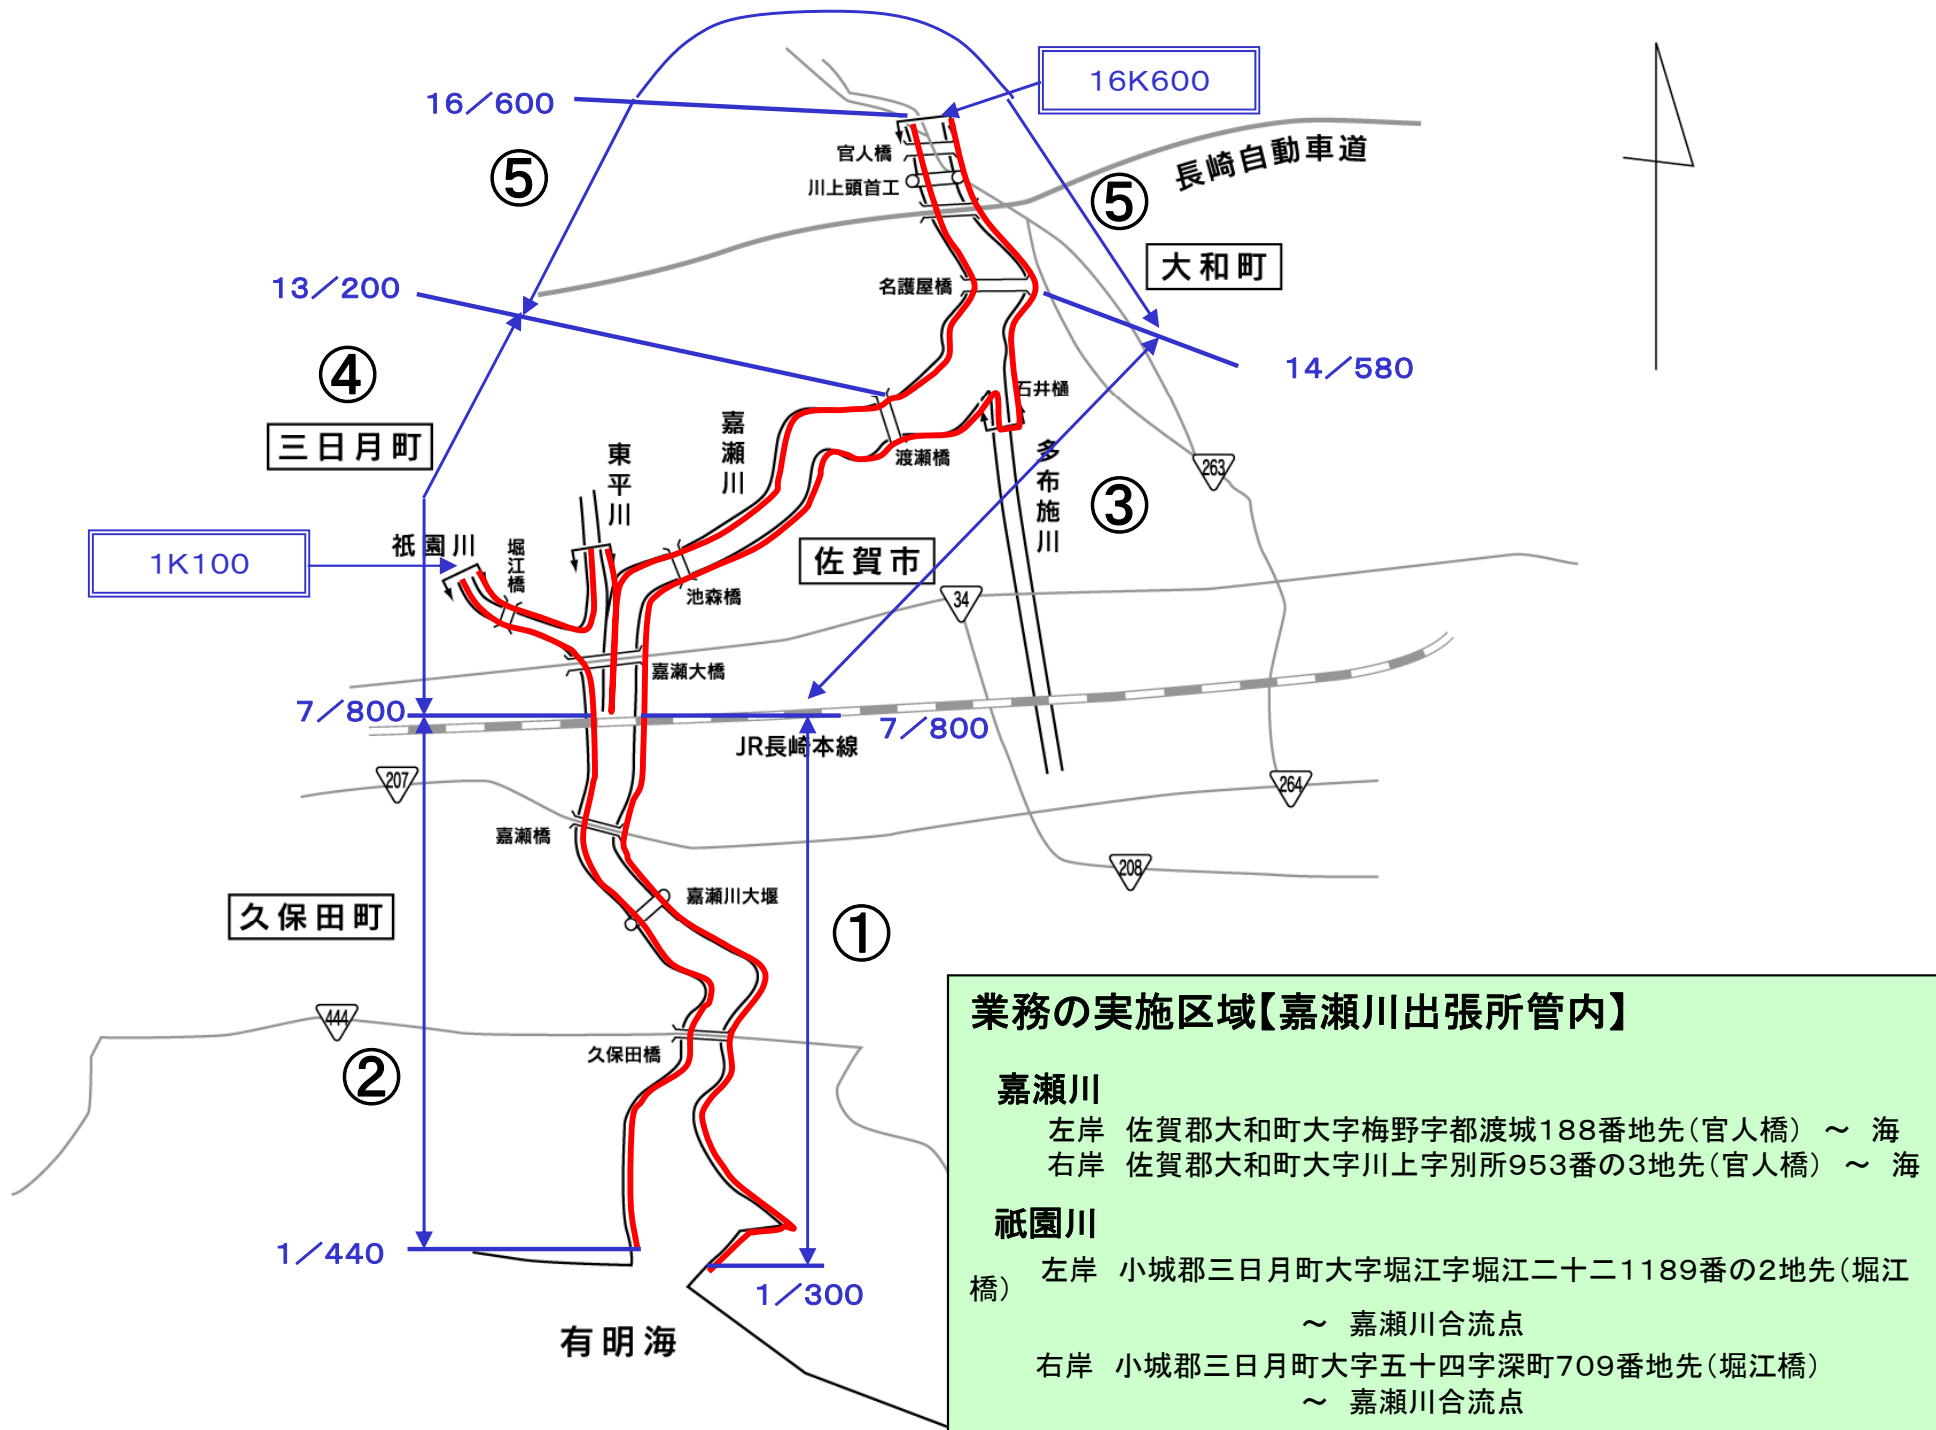 16K600
16／600
官人橋
川上頭首工
長崎自動車道
⑤
⑤
大和町
名護屋橋
13／200
14／580
④
石井樋
三日月町
嘉瀬川
東平川
渡瀬橋
多布施川
263
③
祇園川
堀江橋
1K100
佐賀市
池森橋
34
嘉瀬大橋
7／800
7／800
JR長崎本線
207
264
嘉瀬橋
208
嘉瀬川大堰
久保田町
①
444
久保田橋
②
1／440
1／300
有明海
業務の実施区域【嘉瀬川出張所管内】
嘉瀬川
左岸　佐賀郡大和町大字梅野字都渡城188番地先（官人橋）　～　海
右岸　佐賀郡大和町大字川上字別所953番の3地先（官人橋）　～　海
祇園川
左岸　小城郡三日月町大字堀江字堀江二十二1189番の2地先（堀江
橋）
～　嘉瀬川合流点
右岸　小城郡三日月町大字五十四字深町709番地先（堀江橋）
～　嘉瀬川合流点